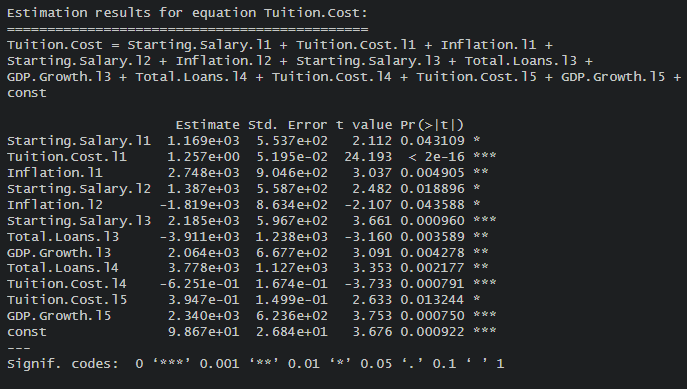 Estimation results for equation Tuition.Cost:
=============================================
Tuition.Cost = Starting.Salary.l1 + Tuition.Cost.l1 + Inflation.l1 +
Starting.Salary.l2 + Inflation.l2 + Starting.Salary.l3 + Total.Loans.l3 +
GDP.Growth.l3 + Total.Loans.l4 + Tuition.Cost.l4 + Tuition.Cost.l5 + GDP.Growth.l5 +
const
Estimate Std. Error t value Pr(>|t|)
Starting.Salary.l1 1.169e+03 5.537e+02 2.112 0.043109 *
Tuition.Cost.l1 1.257e+00 5.195e-02 24.193 < 2e-16 ***
Inflation.l1 2.748e+03 9.046e+02 3.037 0.004905 **
Starting.Salary.l2 1.387e+03 5.587e+02 2.482 0.018896 *
Inflation.l2 -1.819e+03 8.634e+02 -2.107 0.043588 *
Starting.Salary.l3 2.185e+03 5.967e+02 3.661 0.000960 ***
Total.Loans.l3 -3.911e+03 1.238e+03 -3.160 0.003589 **
GDP.Growth.l3 2.064e+03 6.677e+02 3.091 0.004278 **
Total.Loans.l4 3.778e+03 1.127e+03 3.353 0.002177 **
Tuition.Cost.l4 -6.251e-01 1.674e-01 -3.733 0.000791 ***
Tuition.Cost.l5 3.947e-01 1.499e-01 2.633 0.013244 *
GDP.Growth.l5 2.340e+03 6.236e+02 3.753 0.000750 ***
const 9.867e+01 2.684e+01 3.676 0.000922 ***
---
Signif. codes: 0 ‘***’ 0.001 ‘**’ 0.01 ‘*’ 0.05 ‘.’ 0.1 ‘ ’ 1